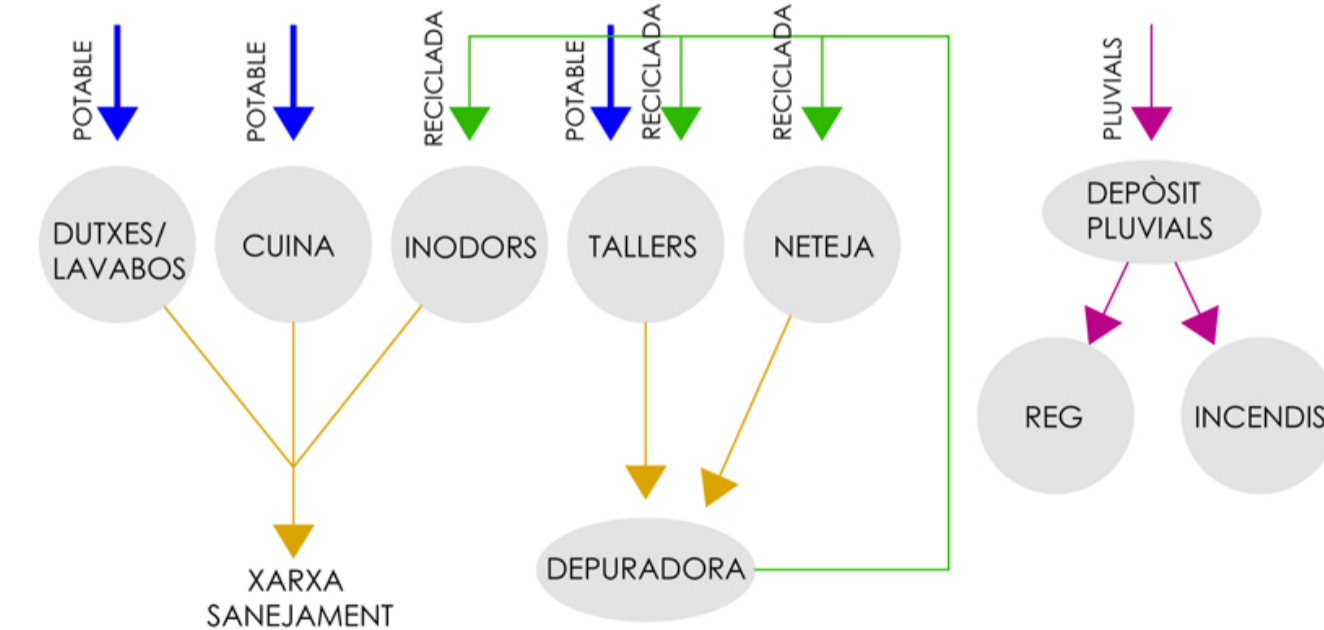 POTABLE
POTABLE
RECICLADA
POTABLE
RECICLADA
RECICLADA
PLUVIALS
DUTXES/
LAVABOS
CUINA
INODORS
TALLERS
NETEJA
DEPÒSIT
PLUVIALS
REG
INCENDIS
XARXA
SANEJAMENT
DEPURADORA